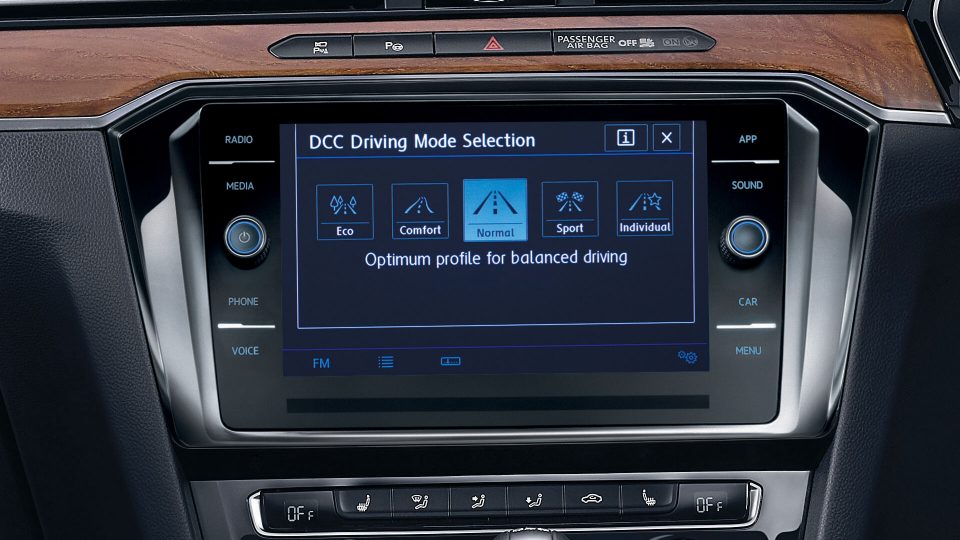 PASSENGER
AIR BAG OFF ON
RADIO
MEDIA
PHONE
VOICE
DCC Driving Mode Selection
i X
Eco Comfort Normal Sport Individual
Optimum profile for balanced driving
FM
APP
SOUND
CAR
MENU
OFF OFF